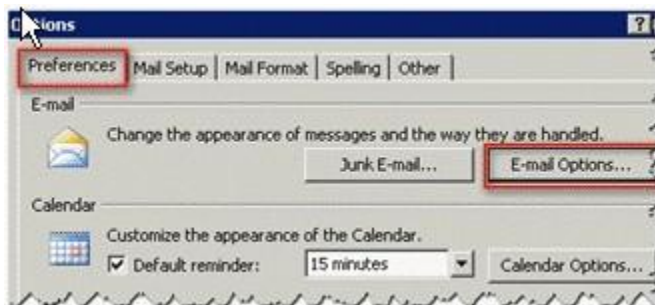 Options ?
Preferences Mail Setup Mail Format Spelling Other
E-mail
Change the appearance of messages and the way they are handled.
Junk E-mail... E-mail Options...
Calendar
Customize the appearance of the Calendar.
Default reminder: 15 minutes Calendar Options...